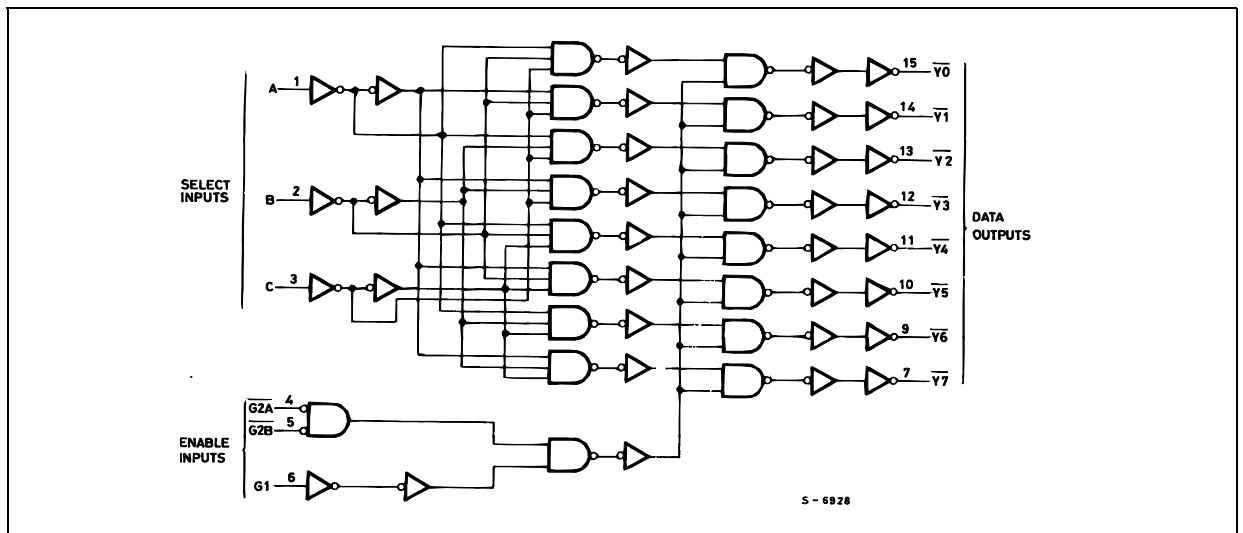 SELECT
INPUTS
A 1
B 2
C 3
ENABLE
INPUTS
G2A 4
G2B 5
G1 6
15 Y0
14 Y1
13 Y2
12 Y3
11 Y4
10 Y5
9 Y6
7 Y7
DATA
OUTPUTS
S - 6928